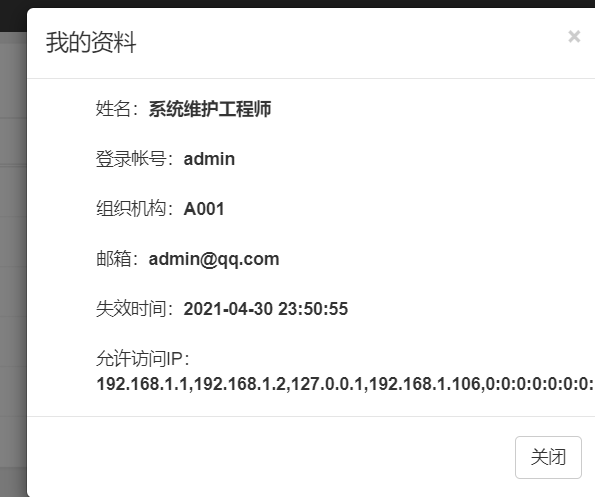 我的资料
×
姓名：系统维护工程师
登录帐号：admin
组织机构：A001
邮箱：admin@qq.com
失效时间：2021-04-30 23:50:55
允许访问IP：
192.168.1.1,192.168.1.2,127.0.0.1,192.168.1.106,0:0:0:0:0:0:0:
关闭